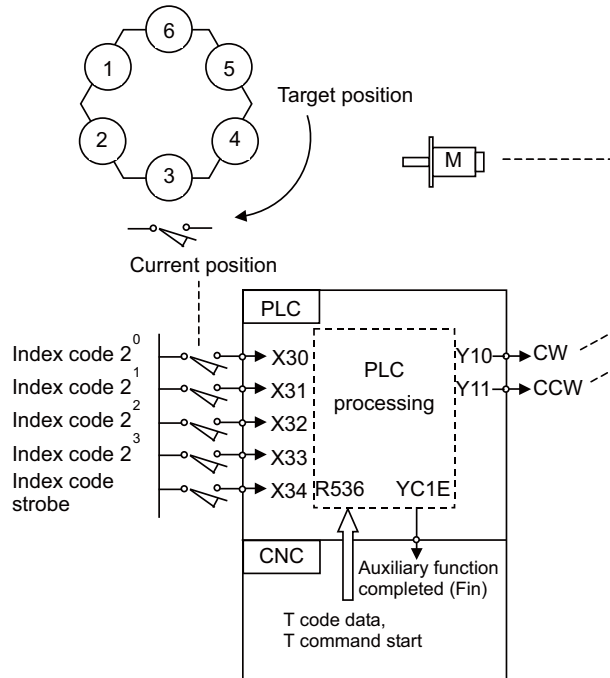 6
1
5
Target position
2
4
M
3
Current position
PLC
Index code 2^0
X30
Y10
CW
PLC
processing
Index code 2^1
X31
Y11
CCW
Index code 2^2
X32
Index code 2^3
X33
Index code
strobe
X34
R536
YC1E
CNC
Auxiliary function
completed (Fin)
T code data,
T command start